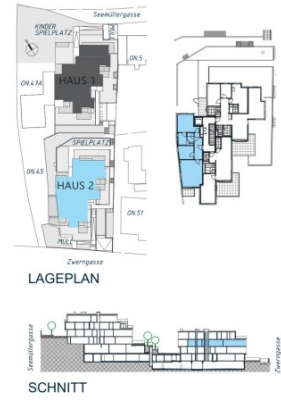 Seemüllergasse
KINDER
SPIELPLATZ
MÜLL
HAUS 1
ON.5
ON.47A
SPIELPLATZ
ON.45
HAUS 2
ON.51
MÜLL
Zwerngasse
LAGEPLAN
Seemüllergasse
Zwerngasse
SCHNITT